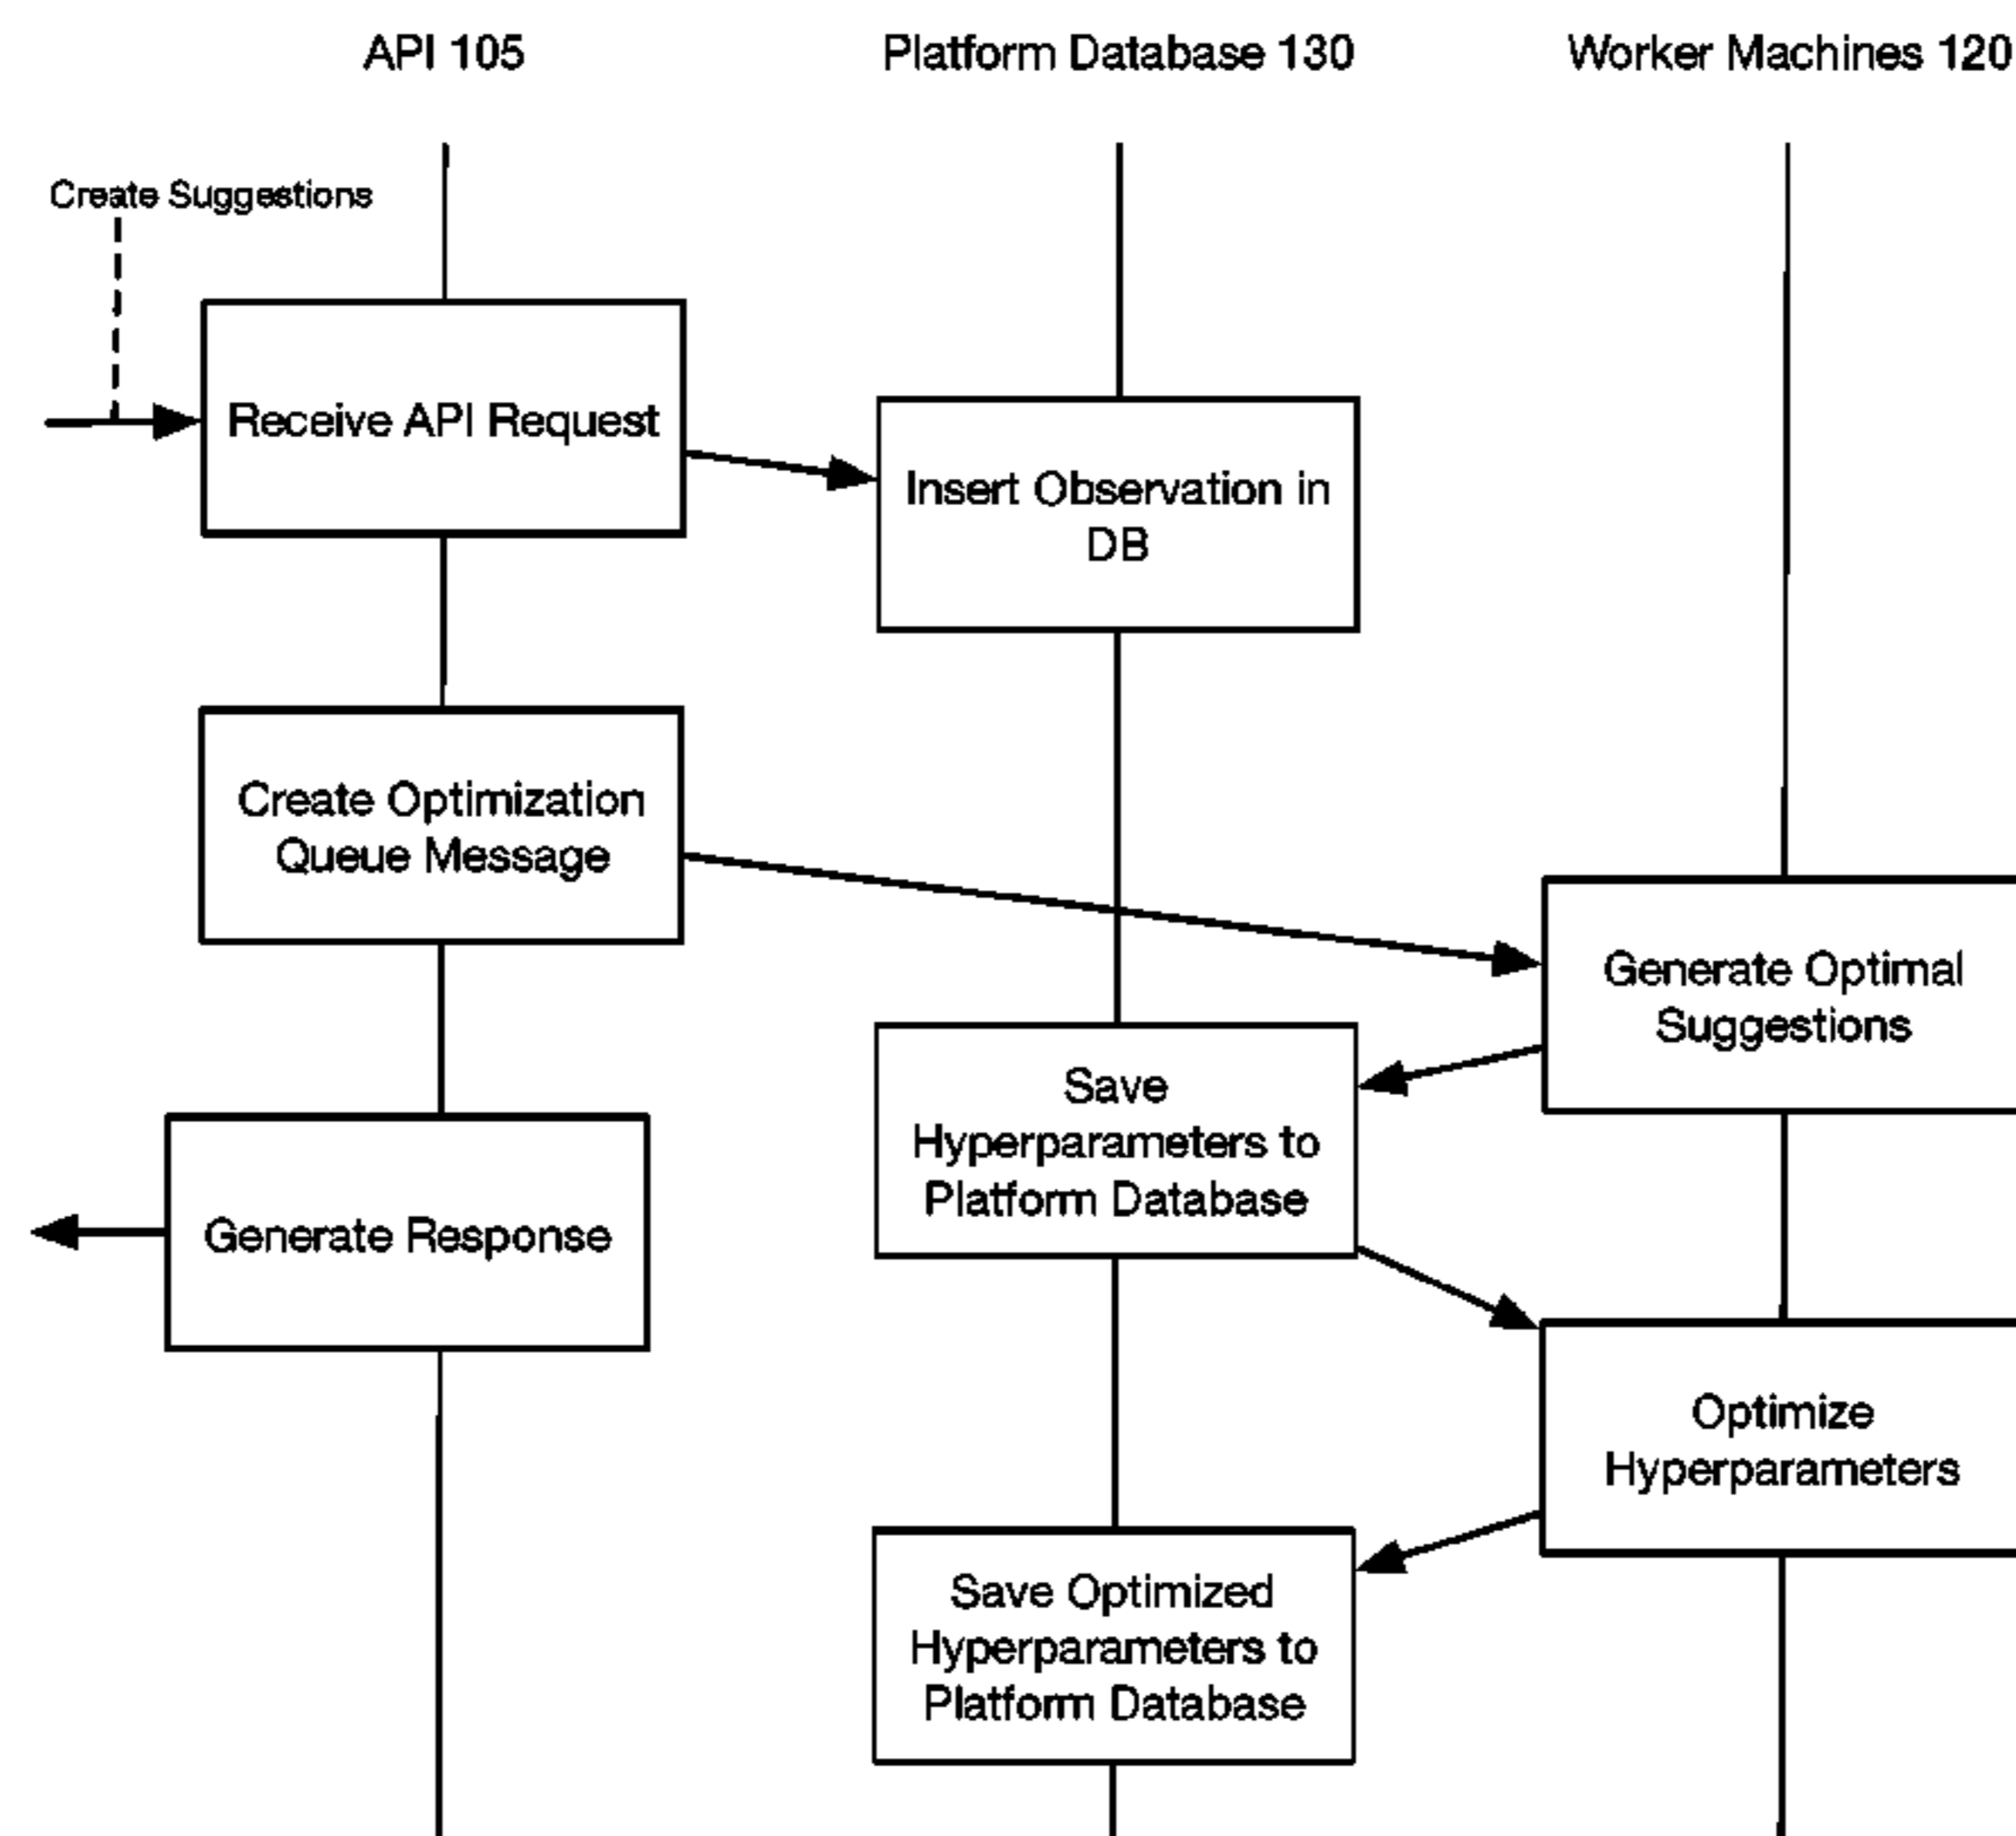 API 105
Platform Database 130
Worker Machines 120
Create Suggestions
Receive API Request
Insert Observation in
DB
Create Optimization
Queue Message
Generate Optimal
Suggestions
Save
Hyperparameters to
Platform Database
Generate Response
Optimize
Hyperparameters
Save Optimized
Hyperparameters to
Platform Database